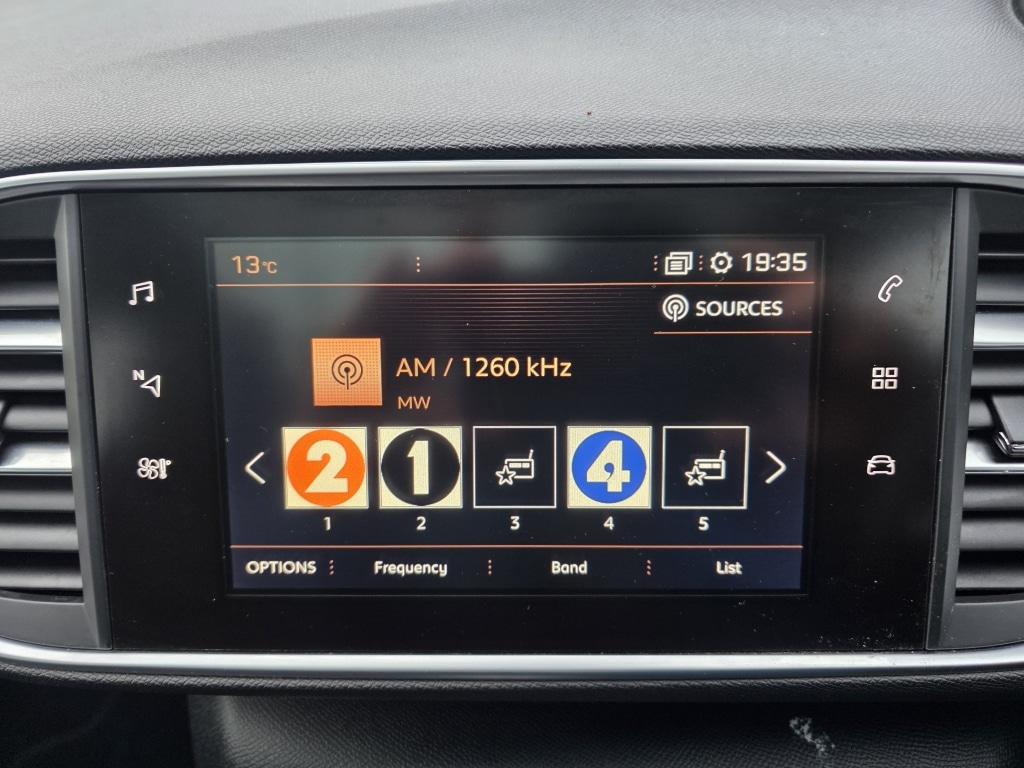 13°C 19:35
SOURCES
N
AM / 1260 kHz
MW
2 1 4
1 2 3 4 5
OPTIONS Frequency Band List